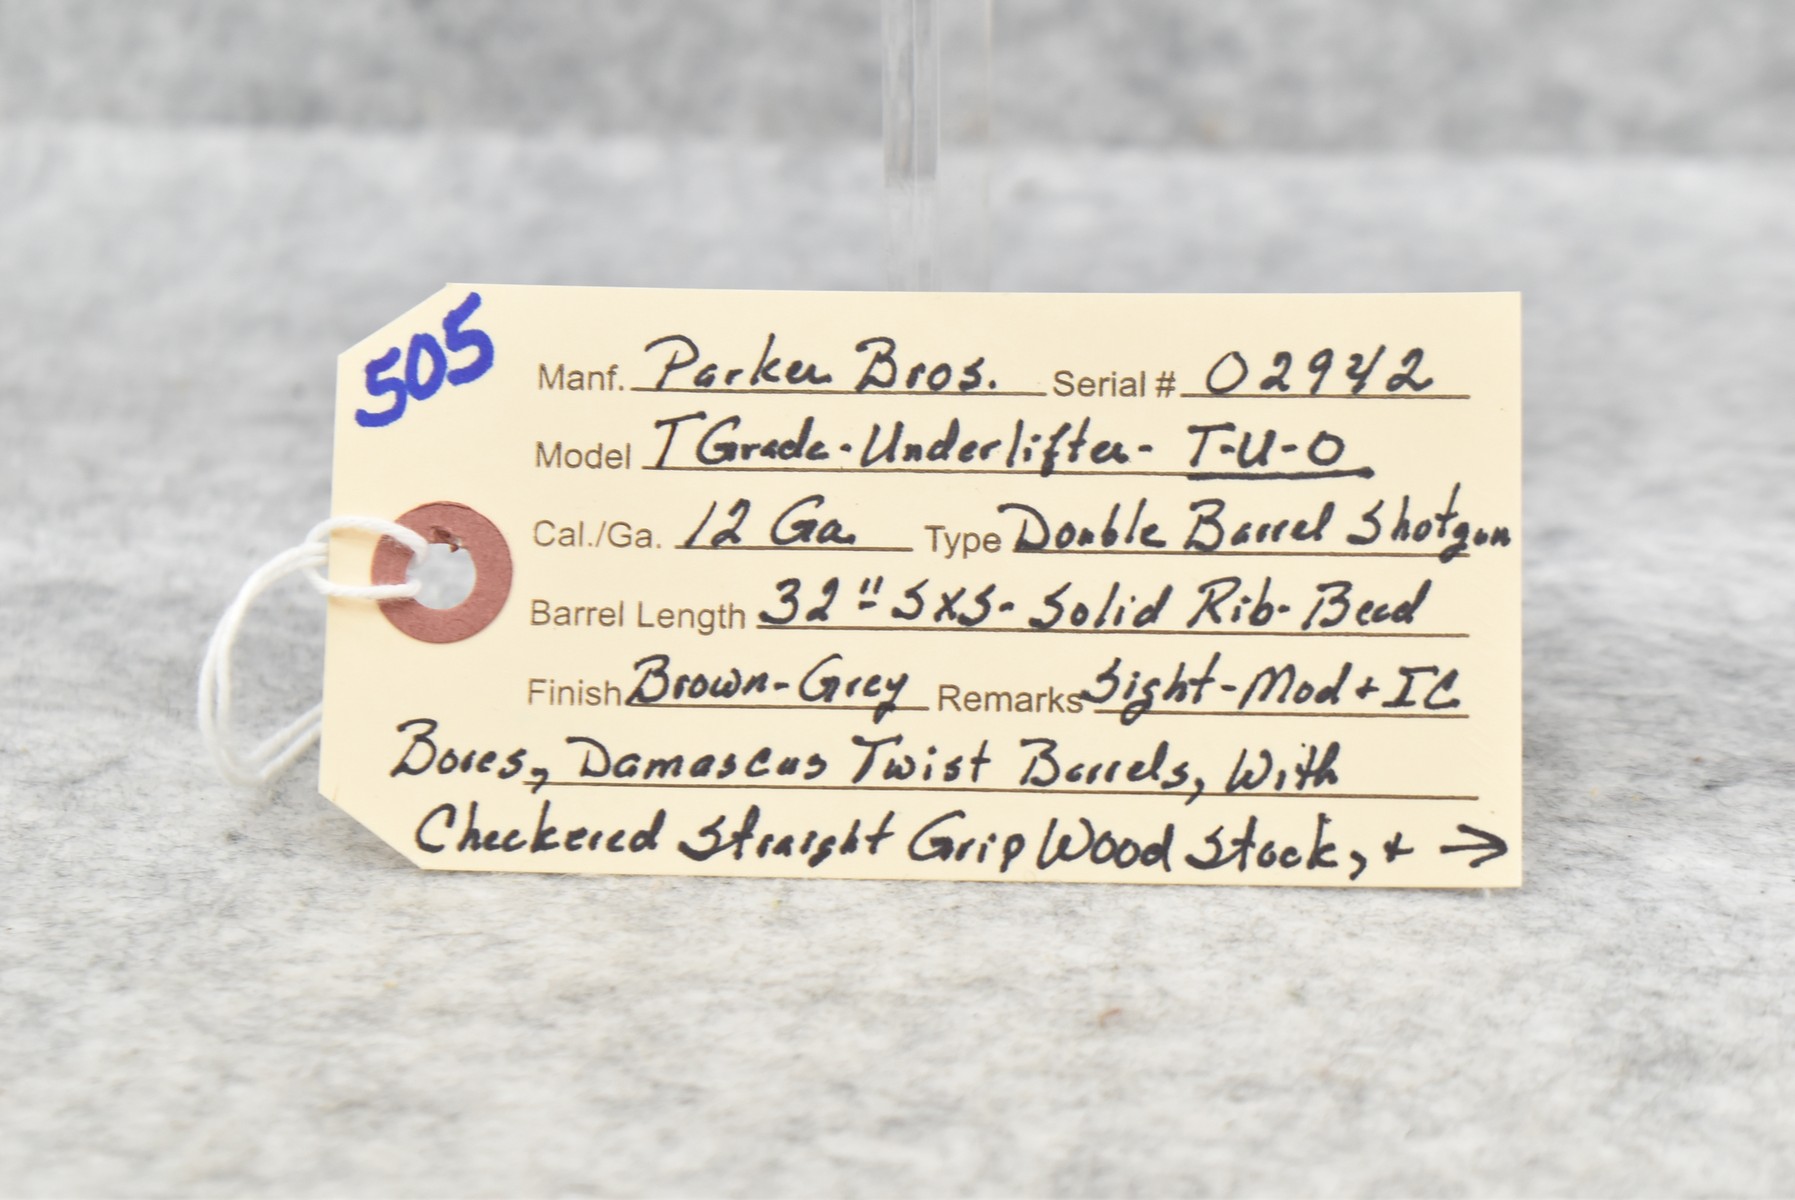 505
Manf. Parker Bros. Serial # 02942
Model T Grade - Underlifter - T-U-O
Cal./Ga. 12 Ga. Type Double Barrel Shotgun
Barrel Length 32" SXS - Solid Rib - Bead
Finish Brown - Grey Remarks Sight - Mod + IC
Bores, Damascus Twist Barrels, With
Checkered Straight Grip Wood Stock, + →